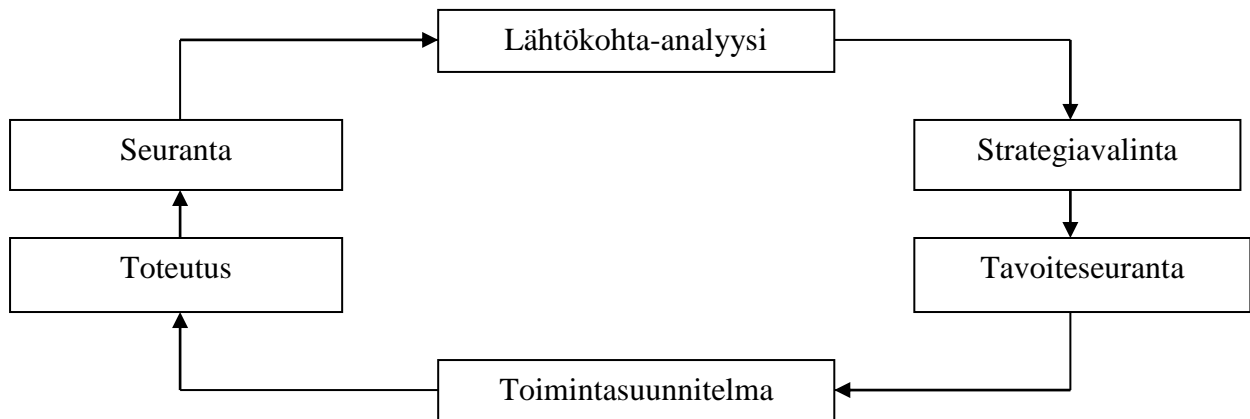 Lähtökohta-analyysi
Seuranta
Strategiavalinta
Toteutus
Tavoiteseuranta
Toimintasuunnitelma